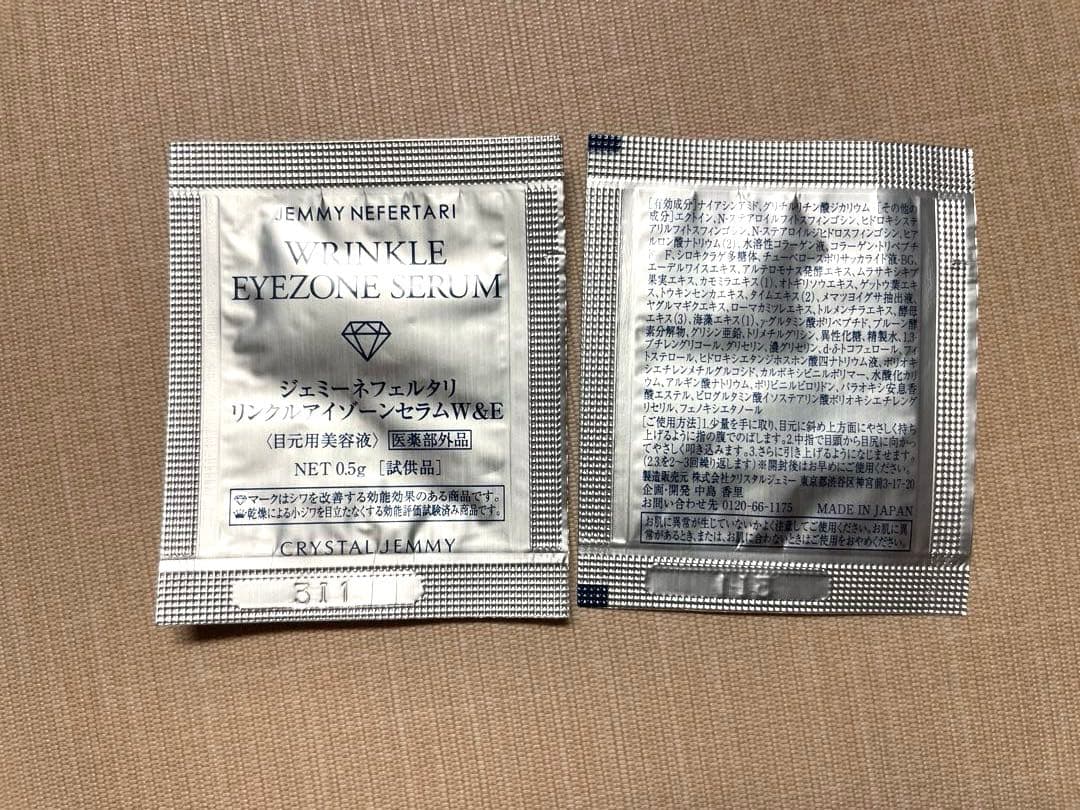 JEMMY NEFERTARI
WRINKLE
EYEZONE SERUM
ジェミーネフェルタリ
リンクルアイゾーンセラムW&E
〈目元用美容液〉 医薬部外品
NET 0.5g ［試供品］
マークはシワを改善する効能効果のある商品です。
乾燥による小ジワを目立たなくする効能評価試験済み商品です。
CRYSTAL JEMMY
311
［有効成分］ナイアシンアミド、グリチルリチン酸ジカリウム ［その他の
成分］エクトイン、N-ステアロイルフィトスフィンゴシン、ヒドロキシステ
アリルフィトスフィンゴシン、N-ステアロイルジヒドロスフィンゴシン、ヒア
ルロン酸ナトリウム(2)、水溶性コラーゲン液、コラーゲン・トリペプチ
ド F、シロキクラゲ多糖体、チューベロースポリサッカライド液・BG、
エーデルワイスエキス、アルテロモナス発酵エキス、ムラサキシキブ
果実エキス、カモミラエキス(1)、オトギリソウエキス、ゲットウ葉エキ
ス、トウキンセンカエキス、タイムエキス(2)、メマツヨイグサ抽出液、
ヤグルマギクエキス、ローマカミツレエキス、トルメンチラエキス、酵母
エキス(3)、海藻エキス(1)、γ-グルタミン酸ポリペプチド、プルーン酵
素分解物、グリシン亜鉛、トリメチルグリシン、異性化糖、精製水、1,3-
ブチレングリコール、グリセリン、濃グリセリン、d-δ-トコフェロール、フィ
トステロール、ヒドロキシエタンジホスホン酸四ナトリウム液、ポリオキ
シエチレンメチルグルコシド、カルボキシビニルポリマー、水酸化カリ
ウム、アルギン酸ナトリウム、ポリビニルピロリドン、パラオキシ安息香
酸エステル、ピログルタミン酸イソステアリン酸ポリオキシエチレング
リセリル、フェノキシエタノール
［ご使用方法］1.少量を手に取り、目元に斜め上方面にやさしく持ち
上げるように指の腹でのばします。2.中指で目頭から目尻に向かっ
てやさしく叩き込みます。3.さらに引き上げるようになじませます。
（2.3を2〜3回繰り返します）※開封後はお早めにご使用ください。
製造販売元 株式会社クリスタルジェミー 東京都渋谷区神宮前3-17-20
企画・開発 中島 香里
お問い合わせ先 0120-66-1175 MADE IN JAPAN
お肌に異常が生じていないかよく注意してご使用ください。お肌に異
常があるとき、または、お肌に合わないときはご使用をおやめください。